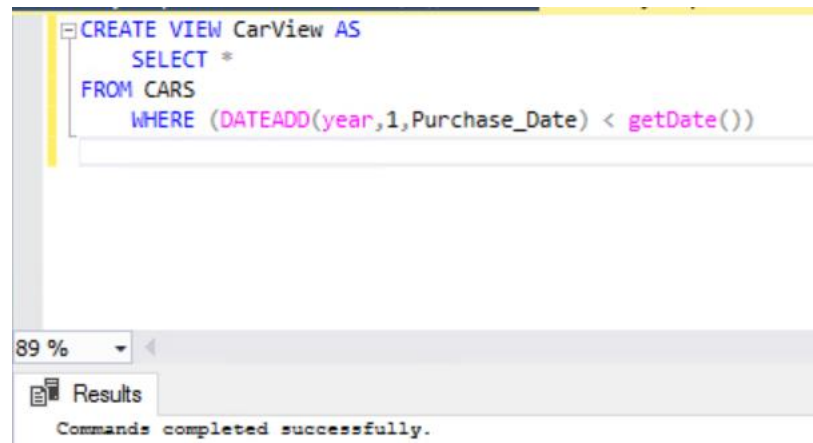 CREATE VIEW CarView AS
SELECT *
FROM CARS
WHERE (DATEADD(year,1,Purchase_Date) < getDate())
89 %
Results
Commands completed successfully.